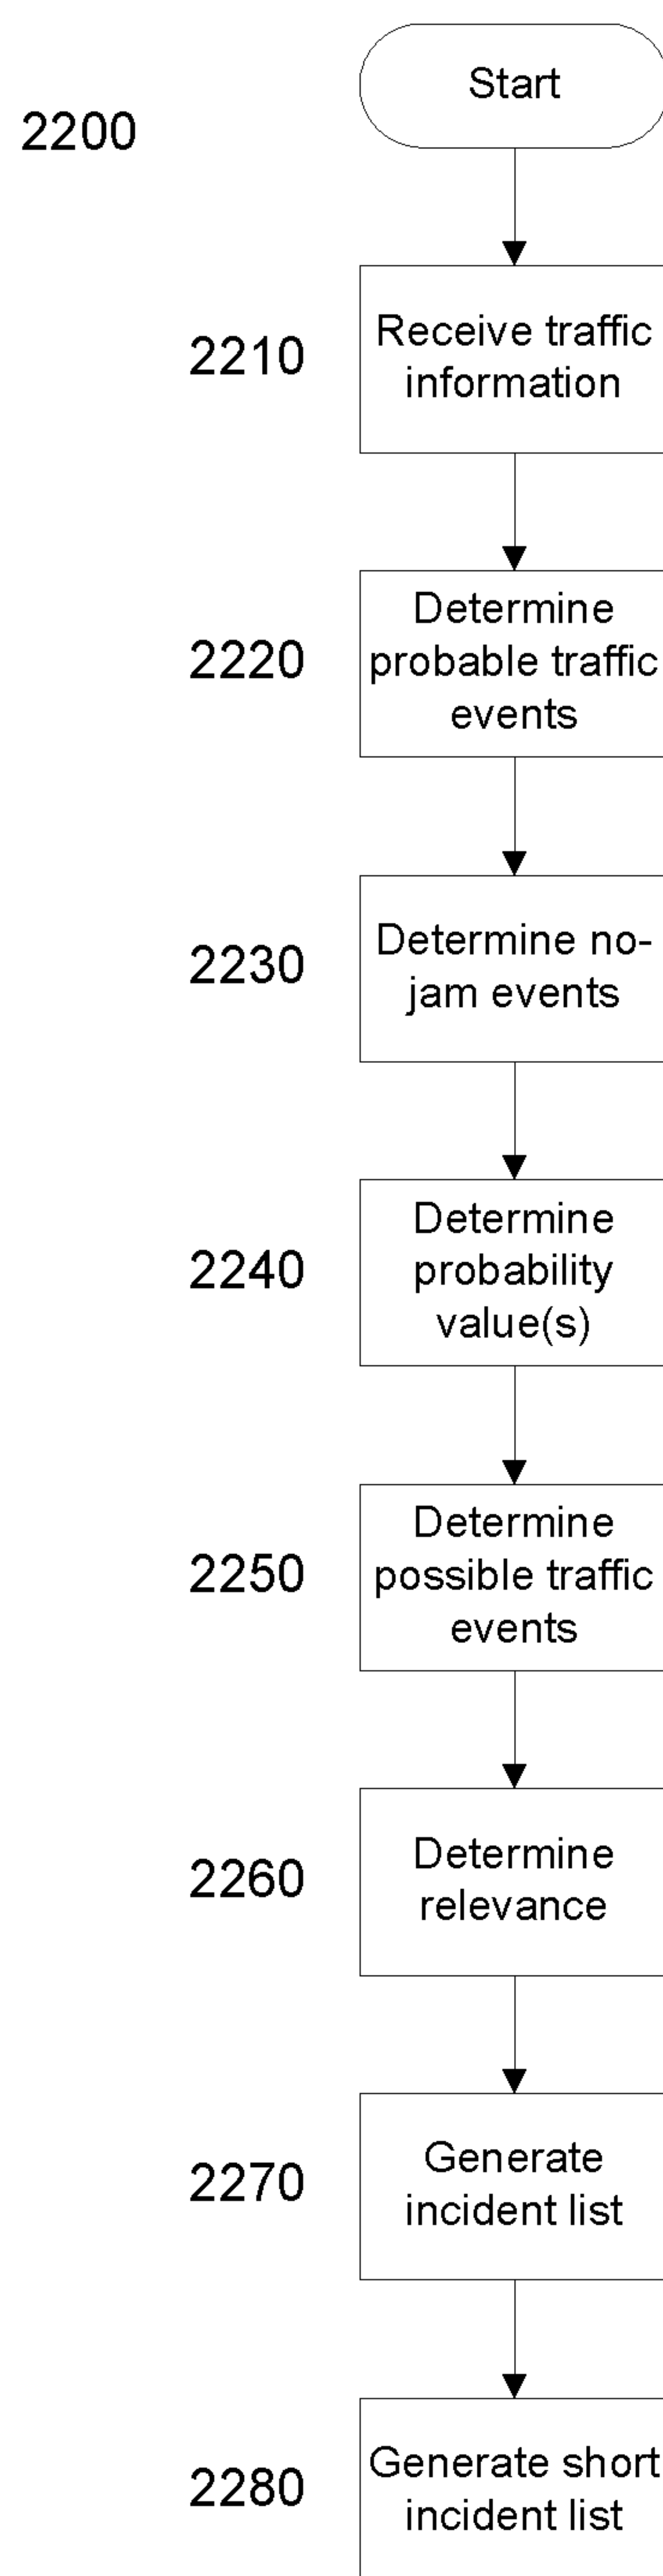 Start
2200
2210
Receive traffic
information
2220
Determine
probable traffic
events
2230
Determine no-
jam events
2240
Determine
probability
value(s)
2250
Determine
possible traffic
events
2260
Determine
relevance
2270
Generate
incident list
2280
Generate short
incident list